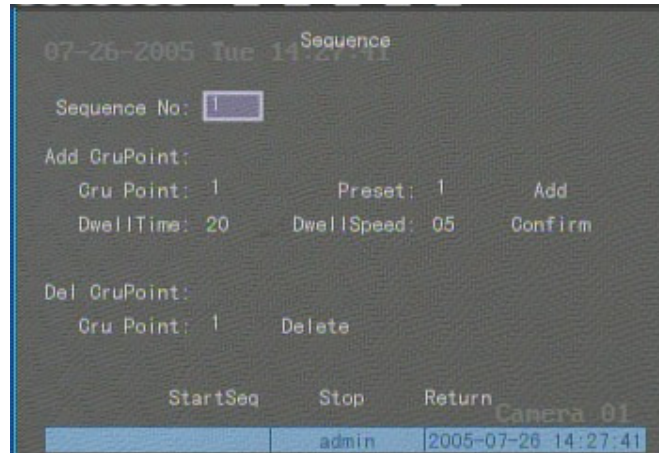 Sequence
07-26-2005 Tue 14:27:41
Sequence No: 1
Add CruPoint:
Cru Point: 1 Preset: 1 Add
DwellTime: 20 DwellSpeed: 05 Confirm
Del CruPoint:
Cru Point: 1 Delete
StartSeq Stop Return
Camera 01
admin 2005-07-26 14:27:41